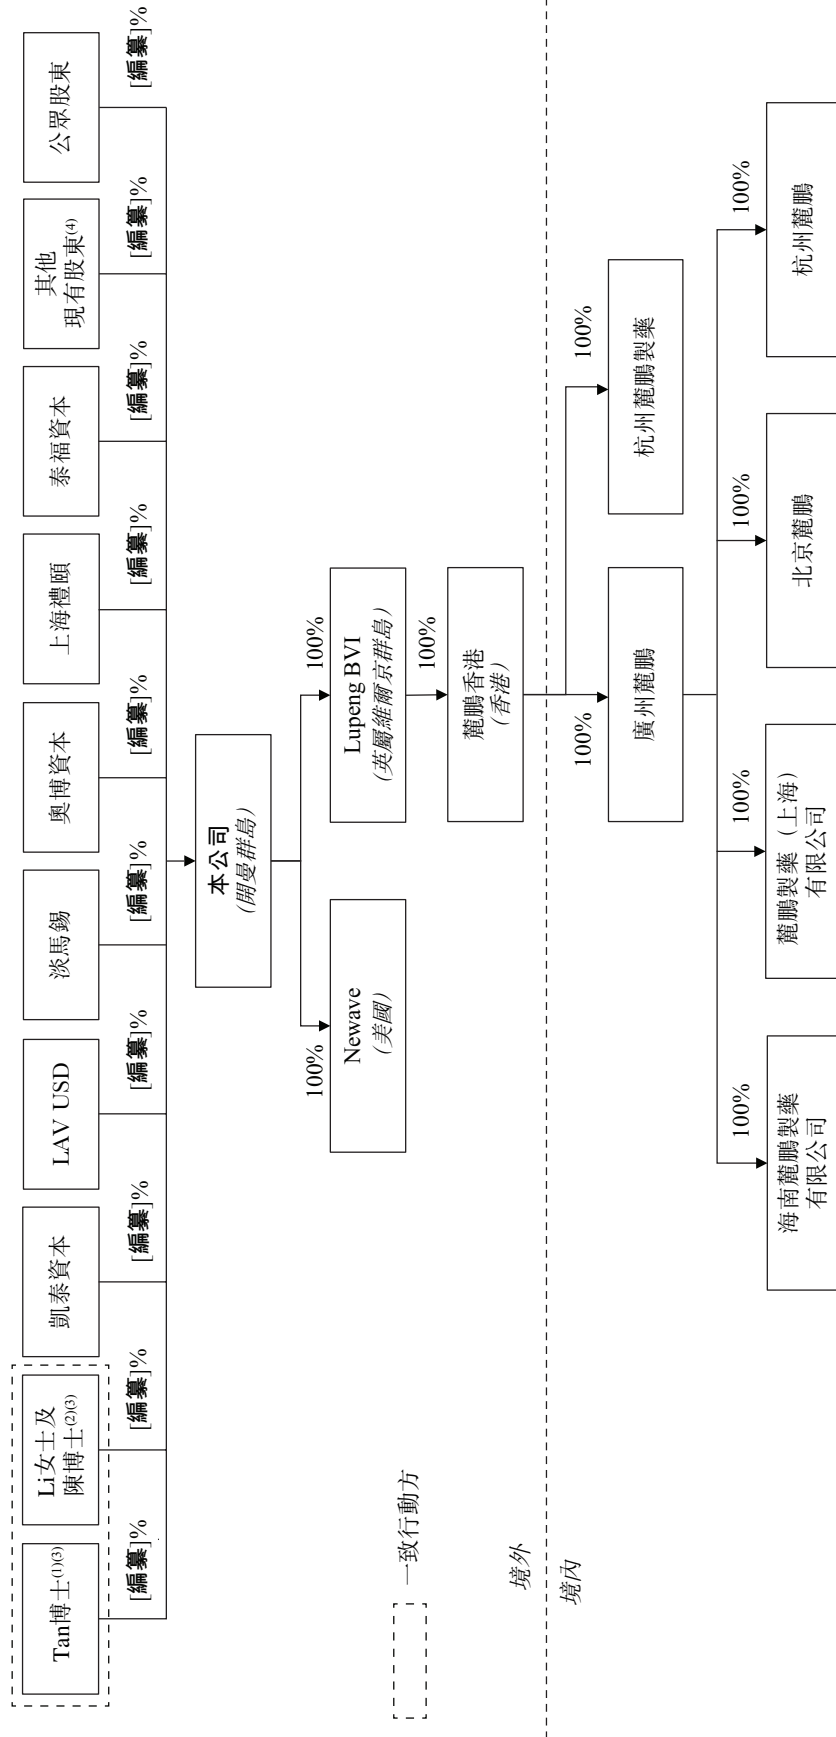 Tan博士(1)(3)
Li女士及
陳博士(2)(3)
凱泰資本
LAV USD
淡馬錫
奧博資本
上海禮頤
泰福資本
其他
現有股東(4)
公眾股東
[編纂]%
[編纂]%
[編纂]%
[編纂]%
[編纂]%
[編纂]%
[編纂]%
[編纂]%
[編纂]%
[編纂]%
本公司
(開曼群島)
100%
100%
Newave
(美國)
Lupeng BVI
(英屬維爾京群島)
100%
麓鵬香港
(香港)
一致行動方
境外
境內
100%
100%
廣州麓鵬
杭州麓鵬製藥
100%
100%
100%
100%
海南麓鵬製藥
有限公司
麓鵬製藥(上海)
有限公司
北京麓鵬
杭州麓鵬